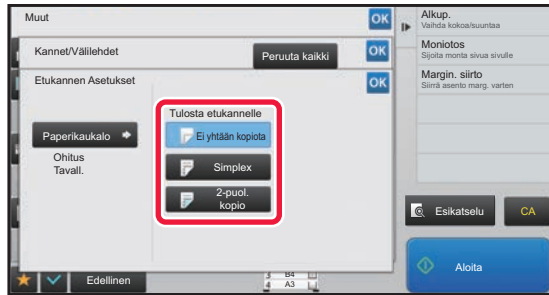 Muut
OK
Kannet/Välilehdet
Peruuta kaikki
OK
Etukannen Asetukset
OK
Tulosta etukannelle
Paperikaukalo
Ei yhtään kopiota
Ohitus
Tavall.
Simplex
2-puol.
kopio
Edellinen
3 B4
4 A3
Alkup.
Vaihda kokoa/suuntaa
Moniotos
Sijoita monta sivua sivulle
Margin. siirto
Siirrä asento marg. varten
Esikatselu
CA
Aloita